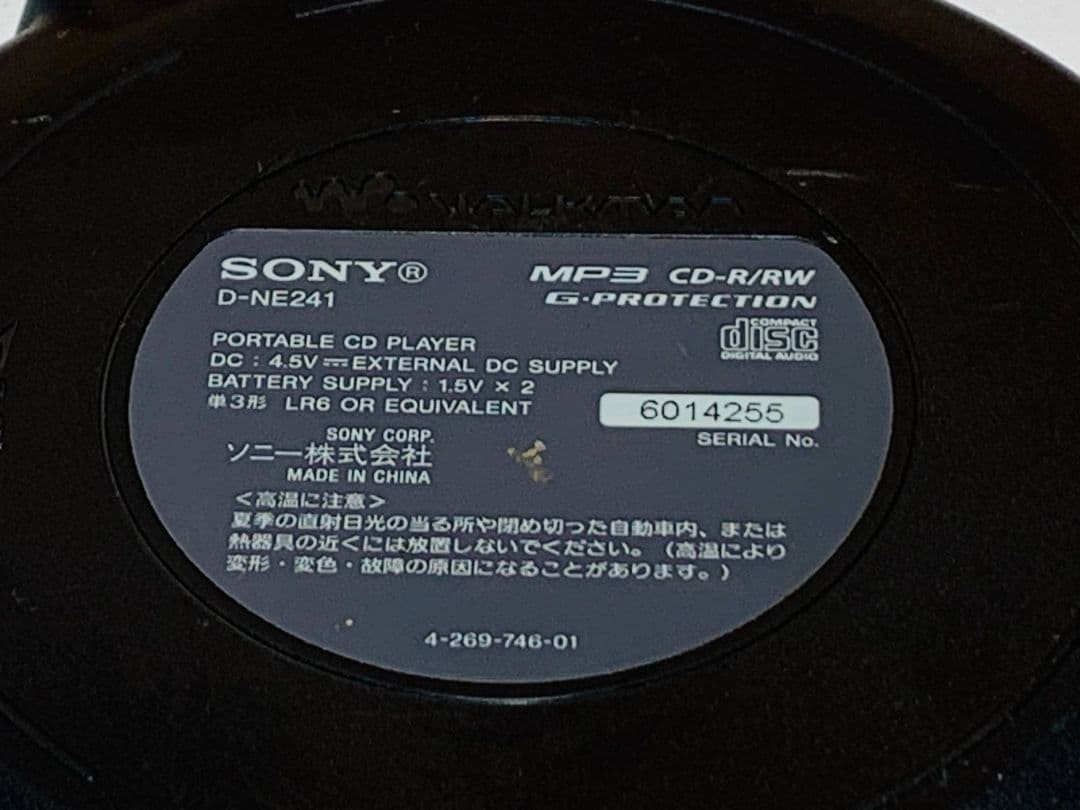 WALKMAN
SONY®
MP3 CD-R/RW
D-NE241
G·PROTECTION
COMPACT
disc
DIGITAL AUDIO
PORTABLE CD PLAYER
DC : 4.5V ⎓ EXTERNAL DC SUPPLY
BATTERY SUPPLY : 1.5V × 2
単3形 LR6 OR EQUIVALENT
6014255
SERIAL No.
SONY CORP.
ソニー株式会社
MADE IN CHINA
<高温に注意>
夏季の直射日光の当る所や閉め切った自動車内、または
熱器具の近くには放置しないでください。(高温により
変形・変色・故障の原因になることがあります。)
4-269-746-01